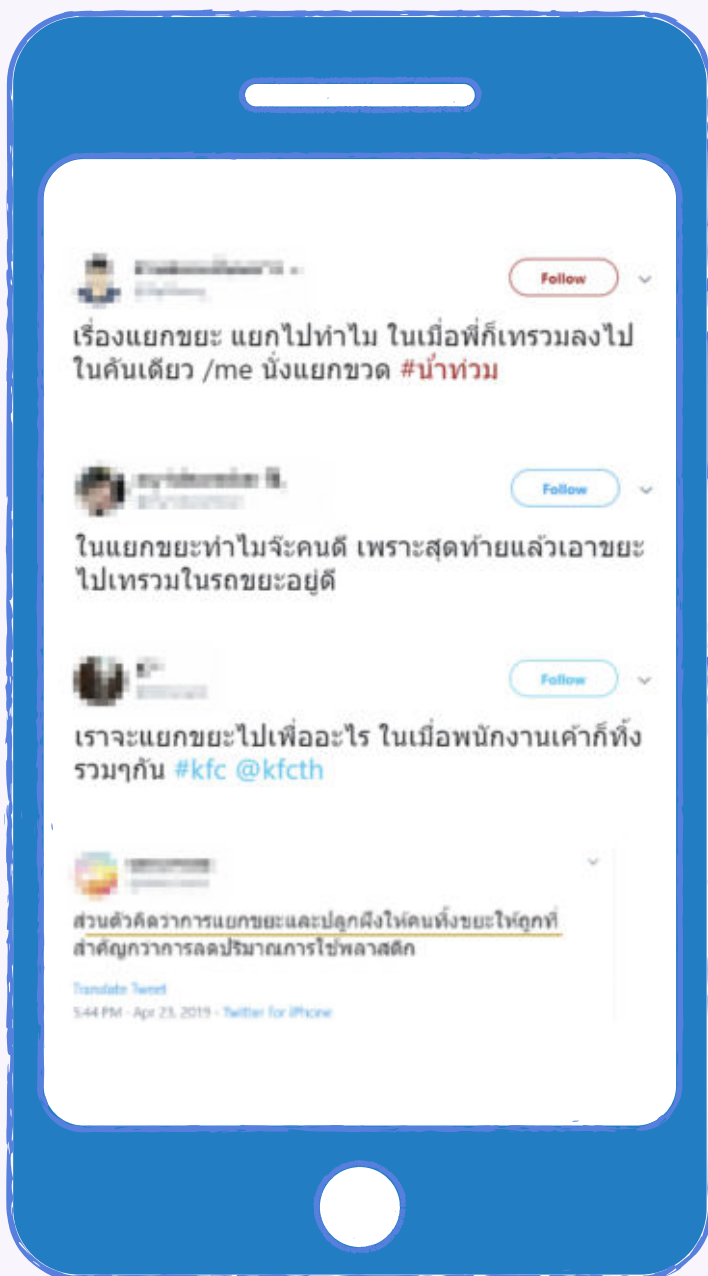 Follow
เรื่องแยกขยะ แยกไปทำไม ในเมื่อพี่ก็เทรวมลงไป
ในคันเดียว /me นั่งแยกขวด #น้ำท่วม
Follow
ในแยกขยะทำไมจ๊ะคนดี เพราะสุดท้ายแล้วเอาขยะ
ไปเทรวมในรถขยะอยู่ดี
Follow
เราจะแยกขยะไปเพื่ออะไร ในเมื่อพนักงานเค้าก็ทิ้ง
รวมๆกัน #kfc @kfcth
ส่วนตัวคิดว่าการแยกขยะและปลูกฝังให้คนทิ้งขยะให้ถูกที่
สำคัญกว่าการลดปริมาณการใช้พลาสติก
Translate Tweet
5:44 PM - Apr 23, 2019 - Twitter for iPhone